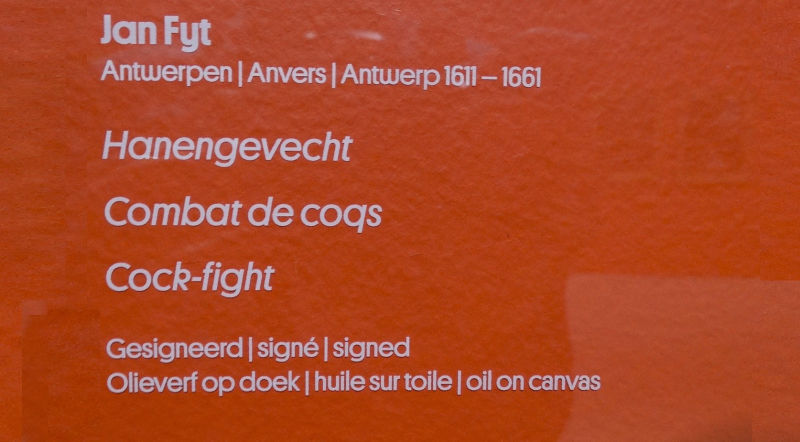 Jan Fyt
Antwerpen | Anvers | Antwerp 1611 – 1661
Hanengevecht
Combat de coqs
Cock-fight
Gesigneerd | signé | signed
Olieverf op doek | huile sur toile | oil on canvas